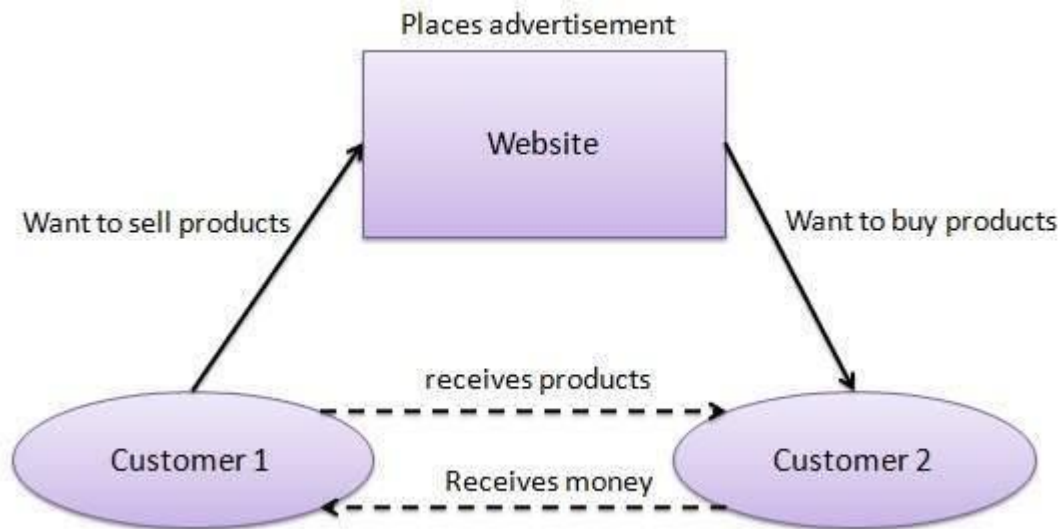 Places advertisement
Website
Want to sell products
Want to buy products
receives products
Customer 1
Customer 2
Receives money